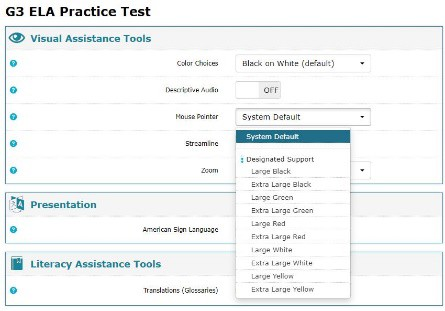 G3 ELA Practice Test
Visual Assistance Tools
Color Choices
Black on White (default)
Descriptive Audio
OFF
Mouse Pointer
System Default
System Default
Streamline
Designated Support
Zoom
Large Black
Extra Large Black
Large Green
Presentation
Extra Large Green
American Sign Language
Large Red
Extra Large Red
Large White
Literacy Assistance Tools
Extra Large White
Large Yellow
Translations (Glossaries)
Extra Large Yellow